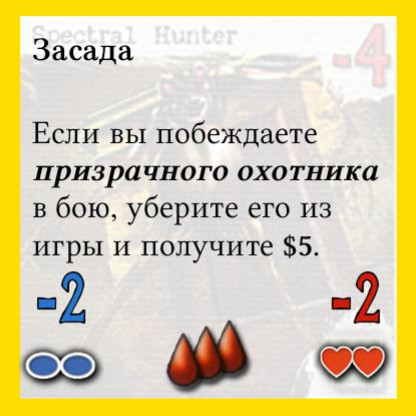 Spectral Hunter
Засада
-4
Если вы побеждаете
призрачного охотника
в бою, уберите его из
игры и получите $5.
-2 -2